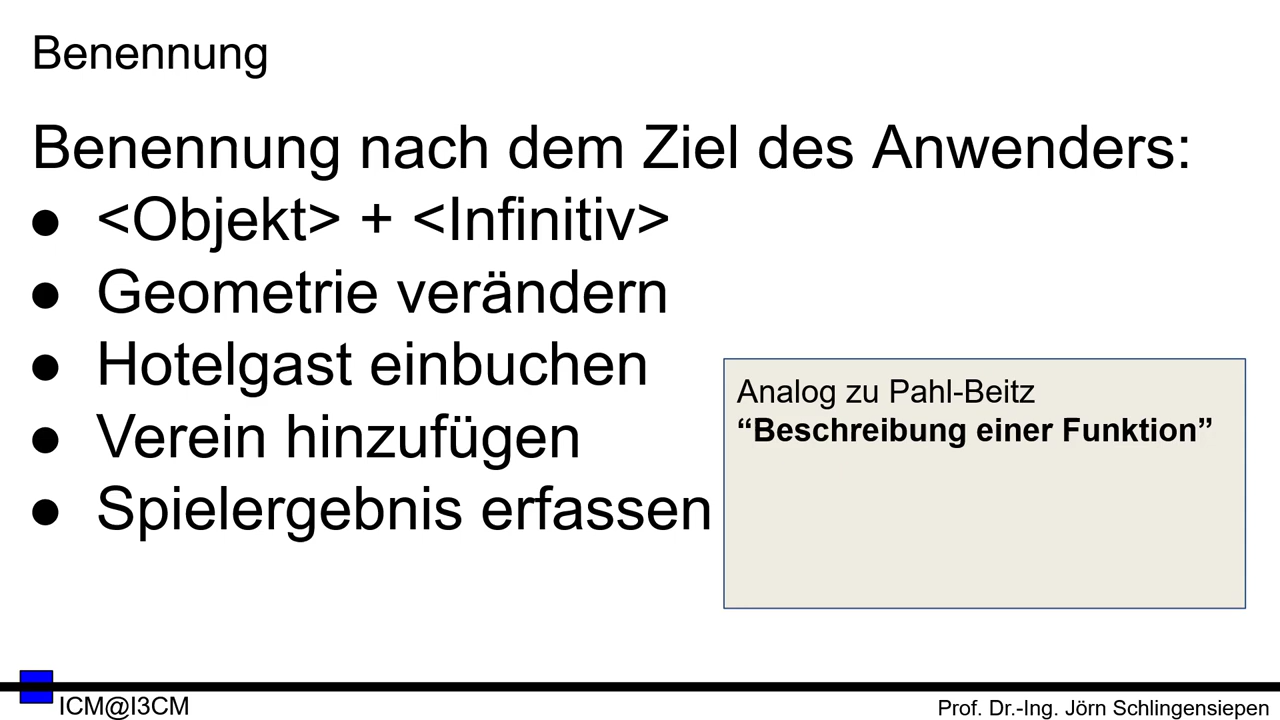 Benennung
Benennung nach dem Ziel des Anwenders:
● <Objekt> + <Infinitiv>
● Geometrie verändern
● Hotelgast einbuchen
● Verein hinzufügen
● Spielergebnis erfassen
Analog zu Pahl-Beitz
“Beschreibung einer Funktion”
ICM@I3CM
Prof. Dr.-Ing. Jörn Schlingensiepen